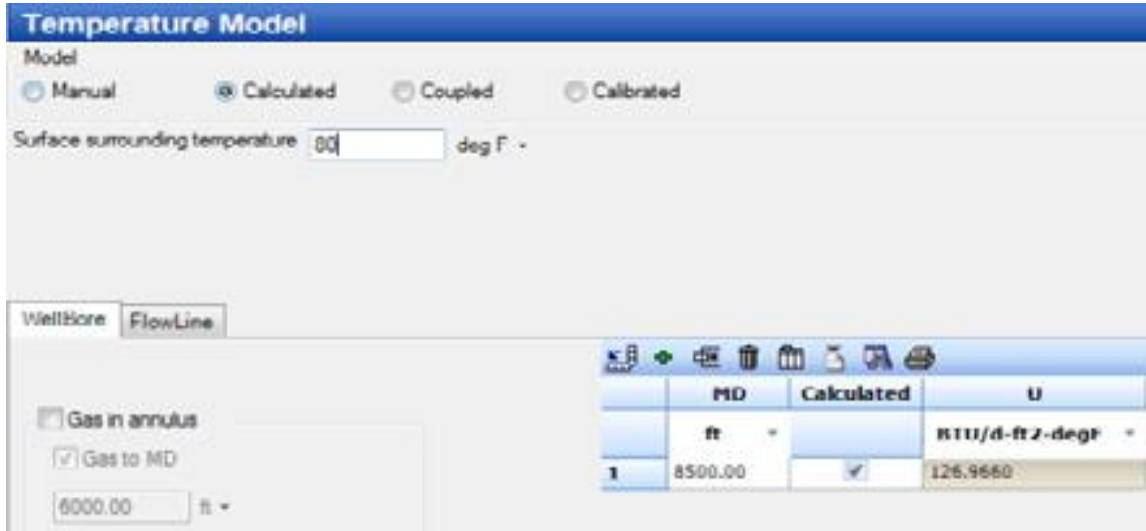 Temperature Model
Model
Manual Calculated Coupled Calibrated
Surface surrounding temperature 80 deg F
WellBore FlowLine
MD Calculated U
Gas in annulus
ft BTU/d-ft2-degF
Gas to MD
1 8500.00 126.9660
6000.00 ft